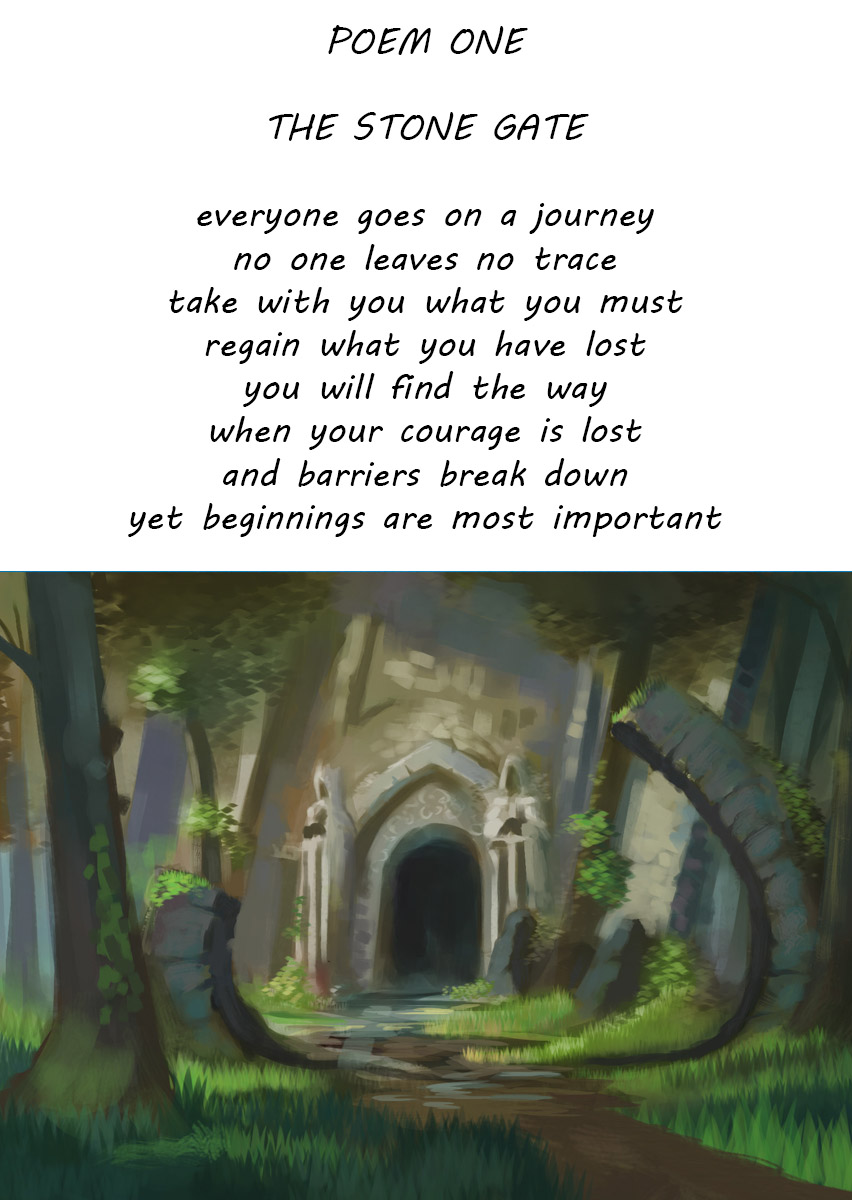 POEM ONE
THE STONE GATE
everyone goes on a journey
no one leaves no trace
take with you what you must
regain what you have lost
you will find the way
when your courage is lost
and barriers break down
yet beginnings are most important